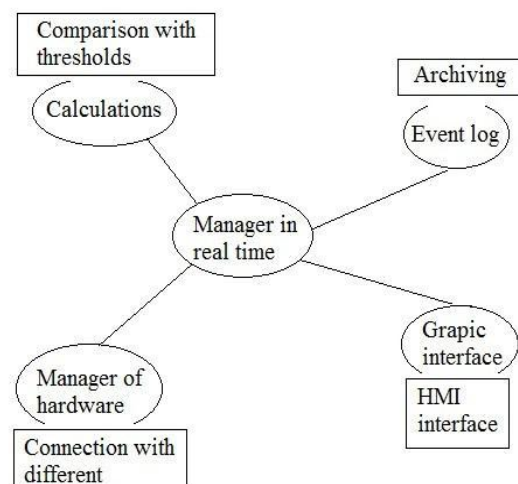 Comparison with
thresholds
Calculations
Archiving
Event log
Manager in
real time
Grapic
interface
HMI
interface
Manager of
hardware
Connection with
different